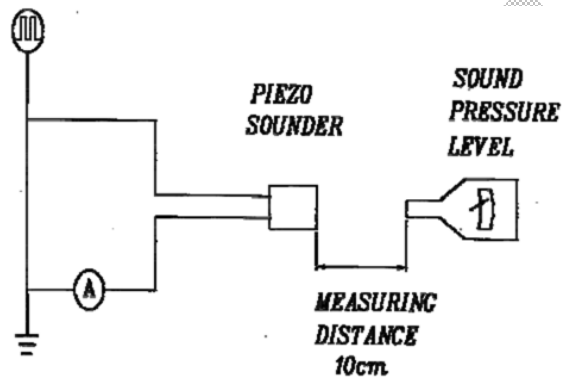 PIEZO
SOUNDER
SOUND
PRESSURE
LEVEL
A
MEASURING
DISTANCE
10cm